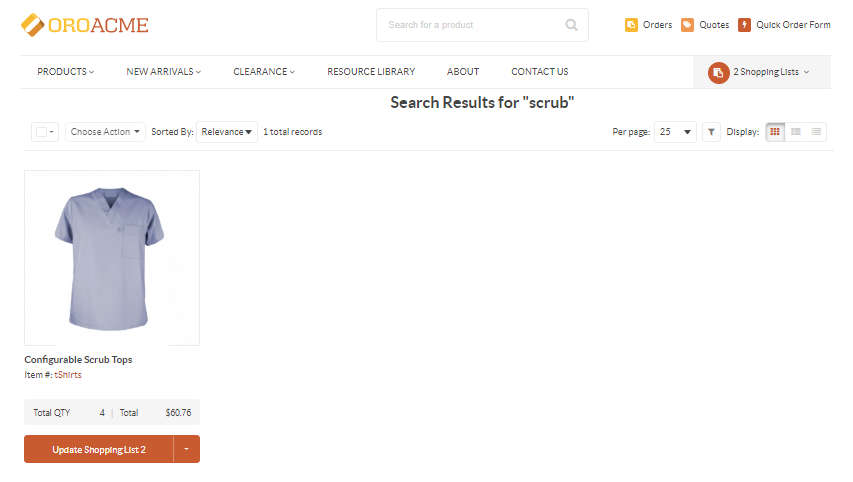 OROACME
Search for a product
Orders Quotes Quick Order Form
PRODUCTS NEW ARRIVALS CLEARANCE RESOURCE LIBRARY ABOUT CONTACT US 2 Shopping Lists
Search Results for "scrub"
Choose Action Sorted By: Relevance 1 total records Per page: 25 Display:
Configurable Scrub Tops
Item #: tShirts
Total QTY 4 | Total $60.76
Update Shopping List 2